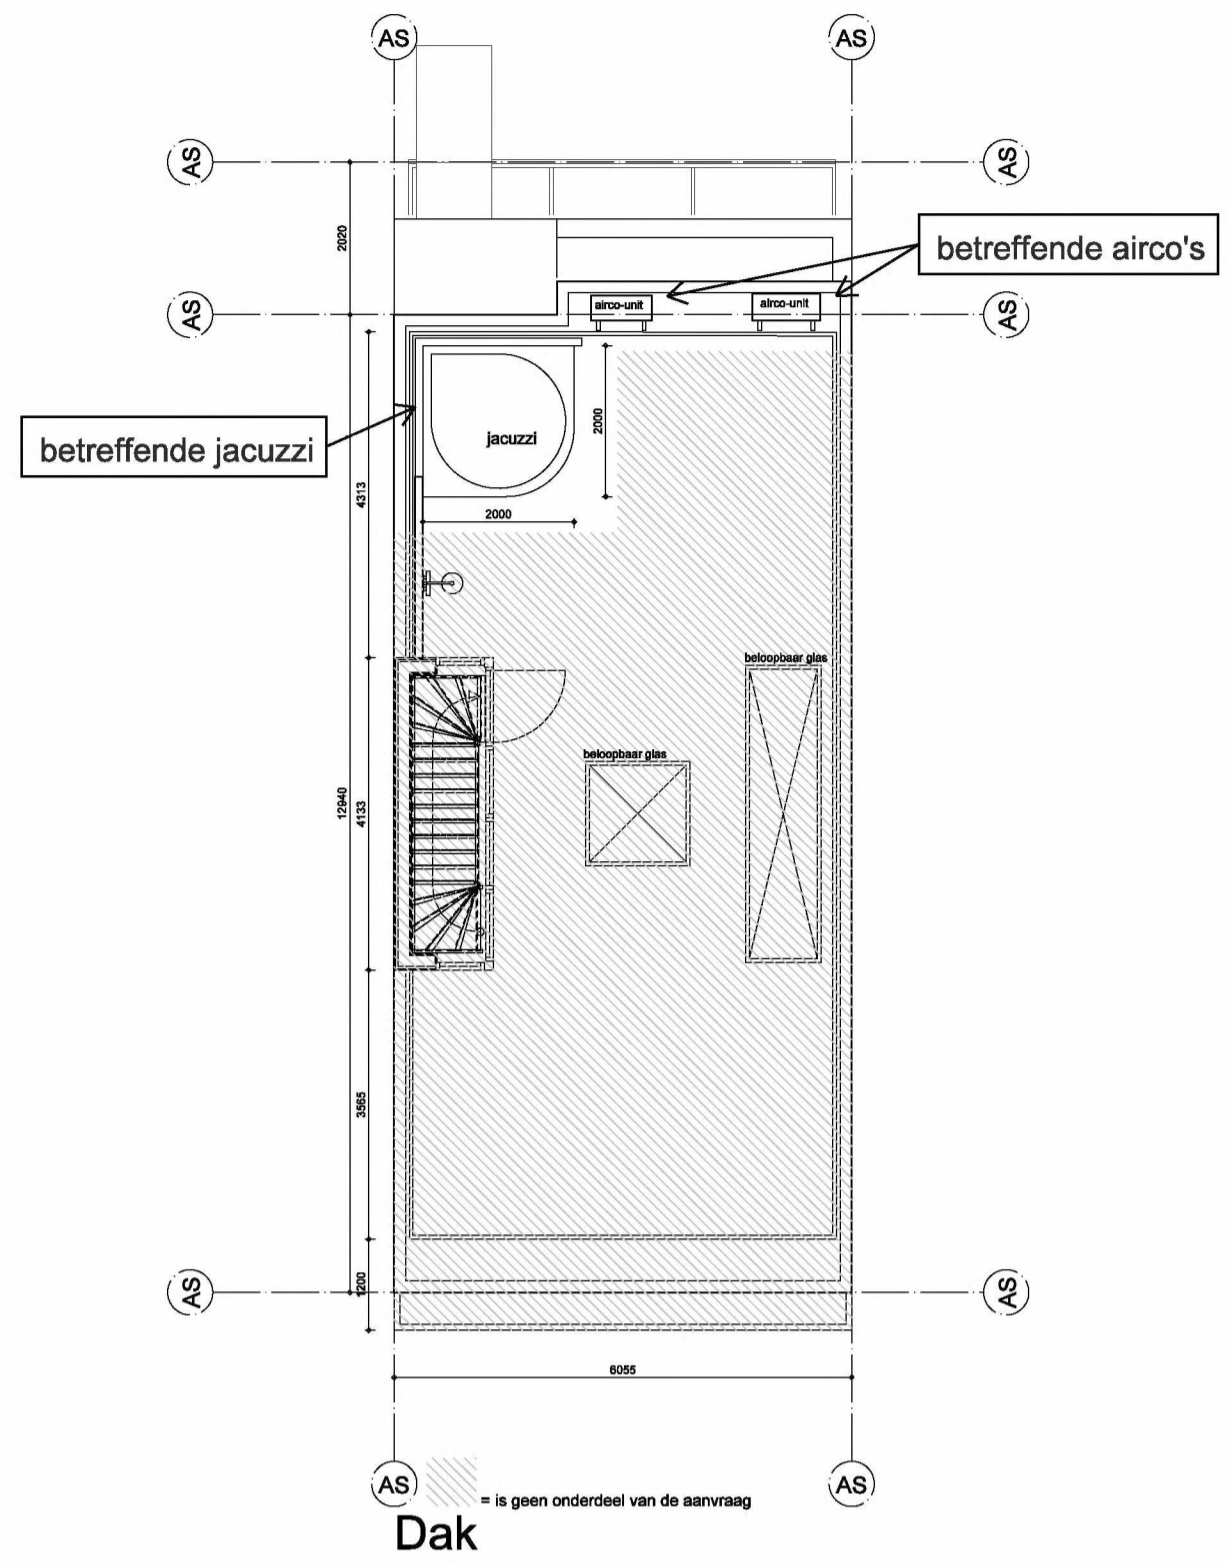 AS
AS
AS
AS
2020
betreffende airco's
airco-unit
airco-unit
AS
AS
jacuzzi
2000
betreffende jacuzzi
4313
2000
beloopbaar glas
beloopbaar glas
12940
4133
3565
1200
AS
AS
6055
AS
AS
= is geen onderdeel van de aanvraag
Dak